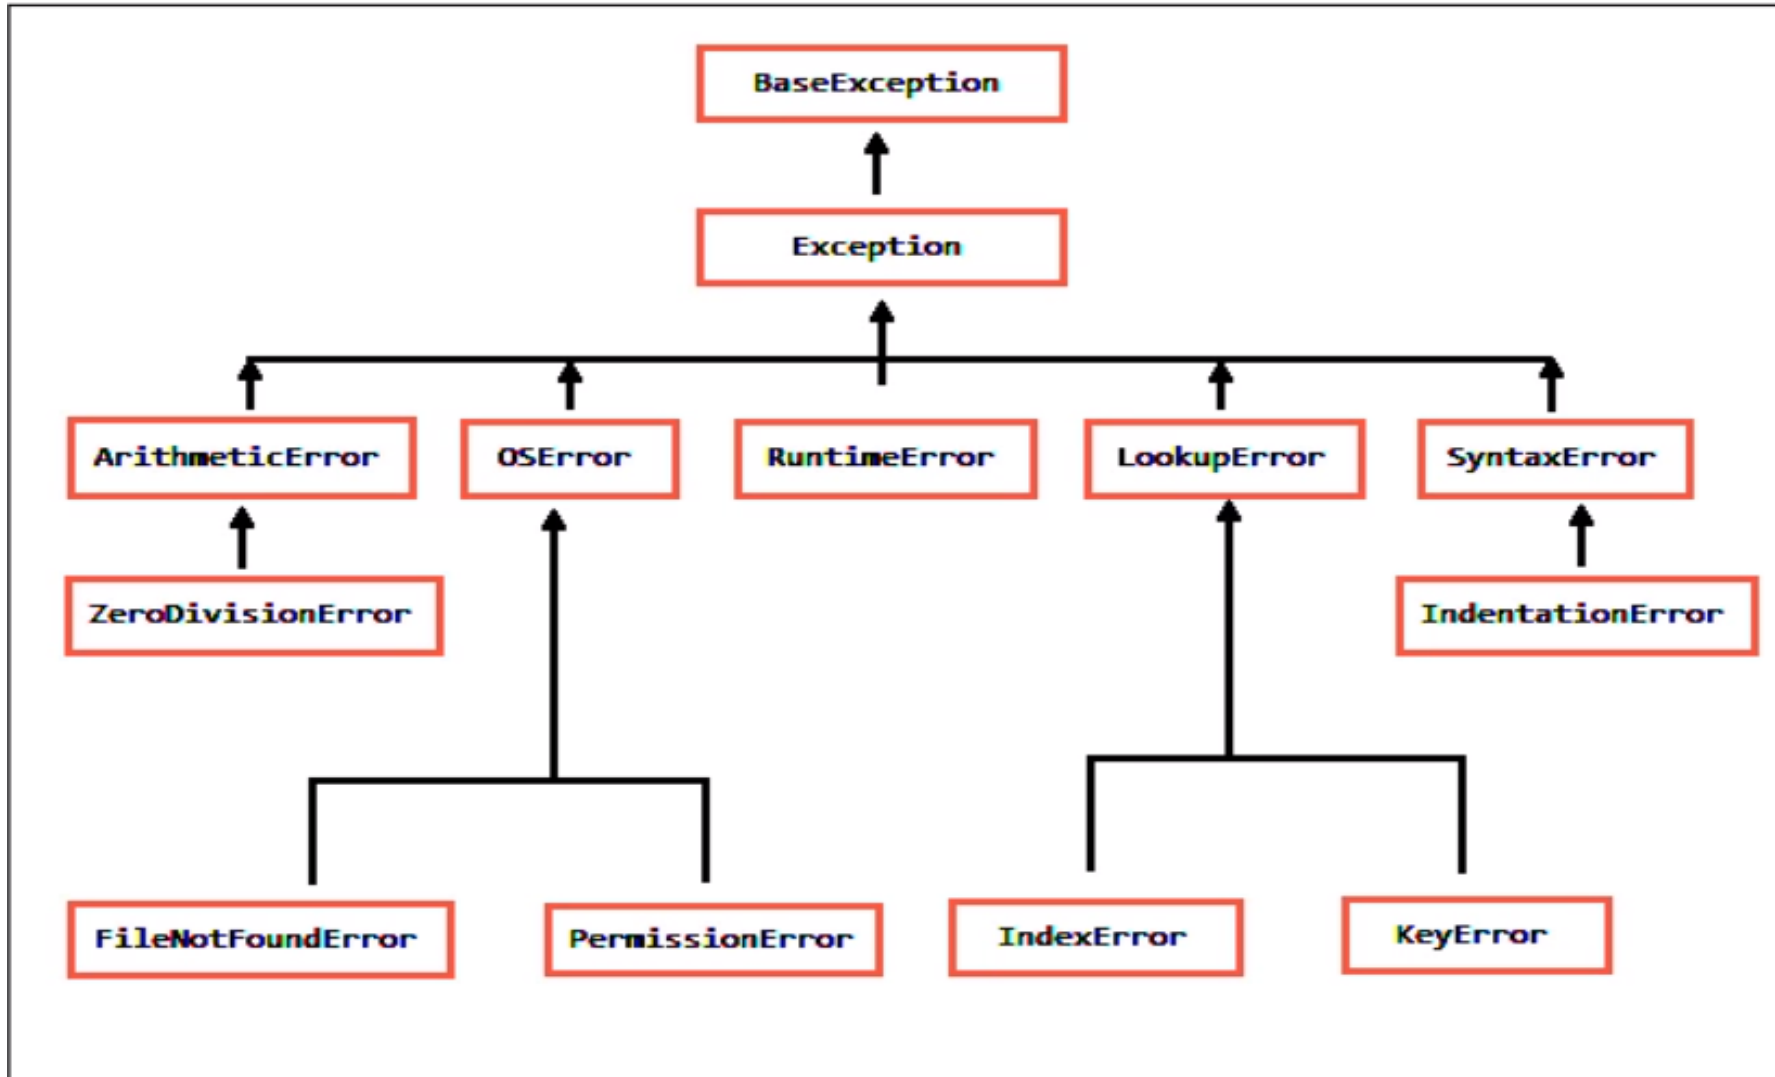 BaseException
Exception
ArithmeticError
OSError
RuntimeError
LookupError
SyntaxError
ZeroDivisionError
IndentationError
FileNotFoundError
PermissionError
IndexError
KeyError